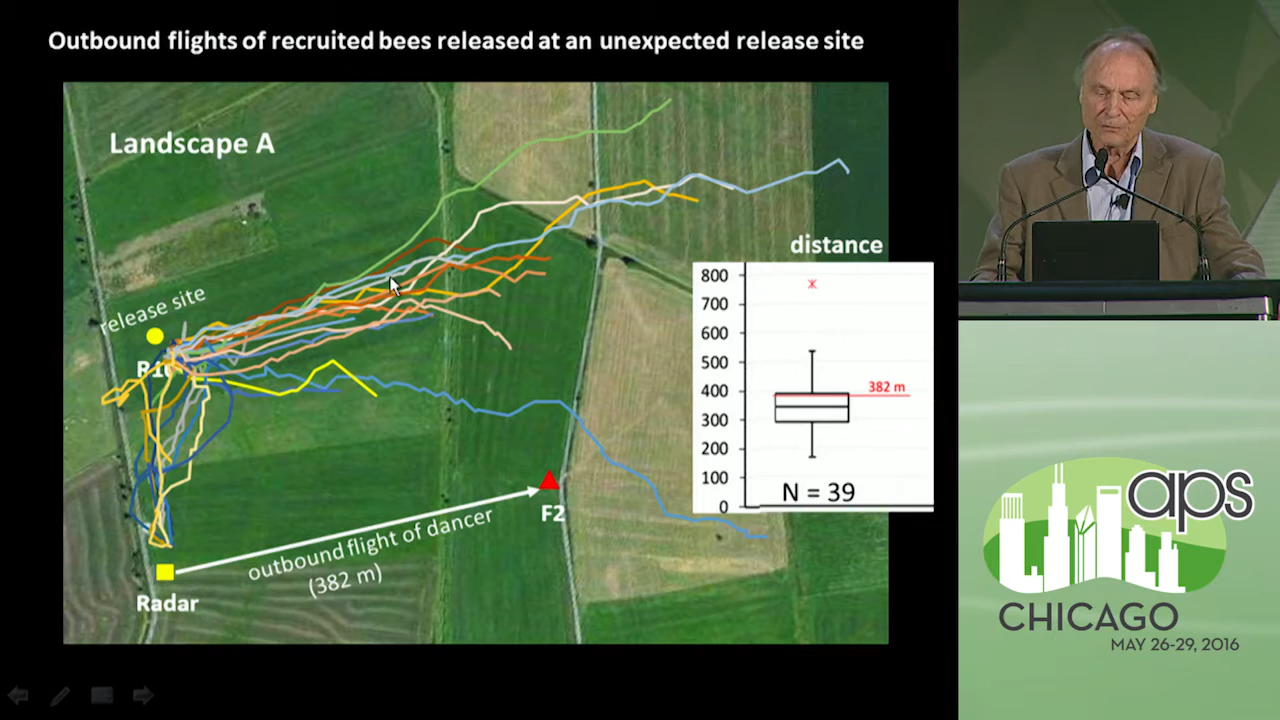 Outbound flights of recruited bees released at an unexpected release site
Landscape A
release site
outbound flight of dancer
(382 m)
F2
Radar
distance
800
700
600
500
400
300
200
100
0
382 m
N = 39
aps
CHICAGO
MAY 26-29, 2016